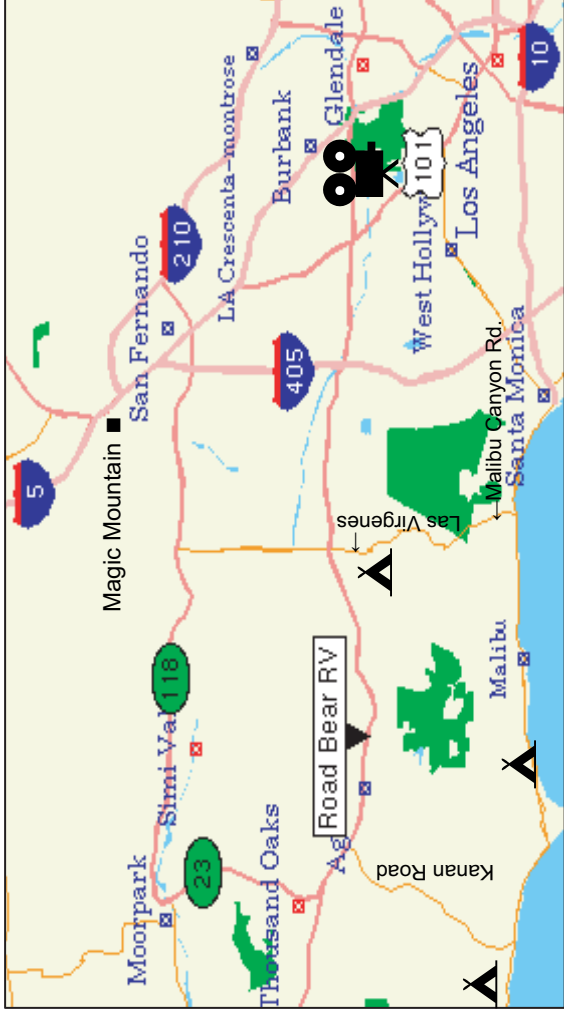 5
Magic Mountain
Moorpark
San Fernando
Simi Val
118
210
23
LA Crescenta-montrose
Thousand Oaks
Burbank
405
Road Bear RV
Ag
Glendale
Las Virgenes
←
West Hollyw
101
Kanan Road
Los Angeles
Malibu
←Malibu Canyon Rd.
Santa Monica
10